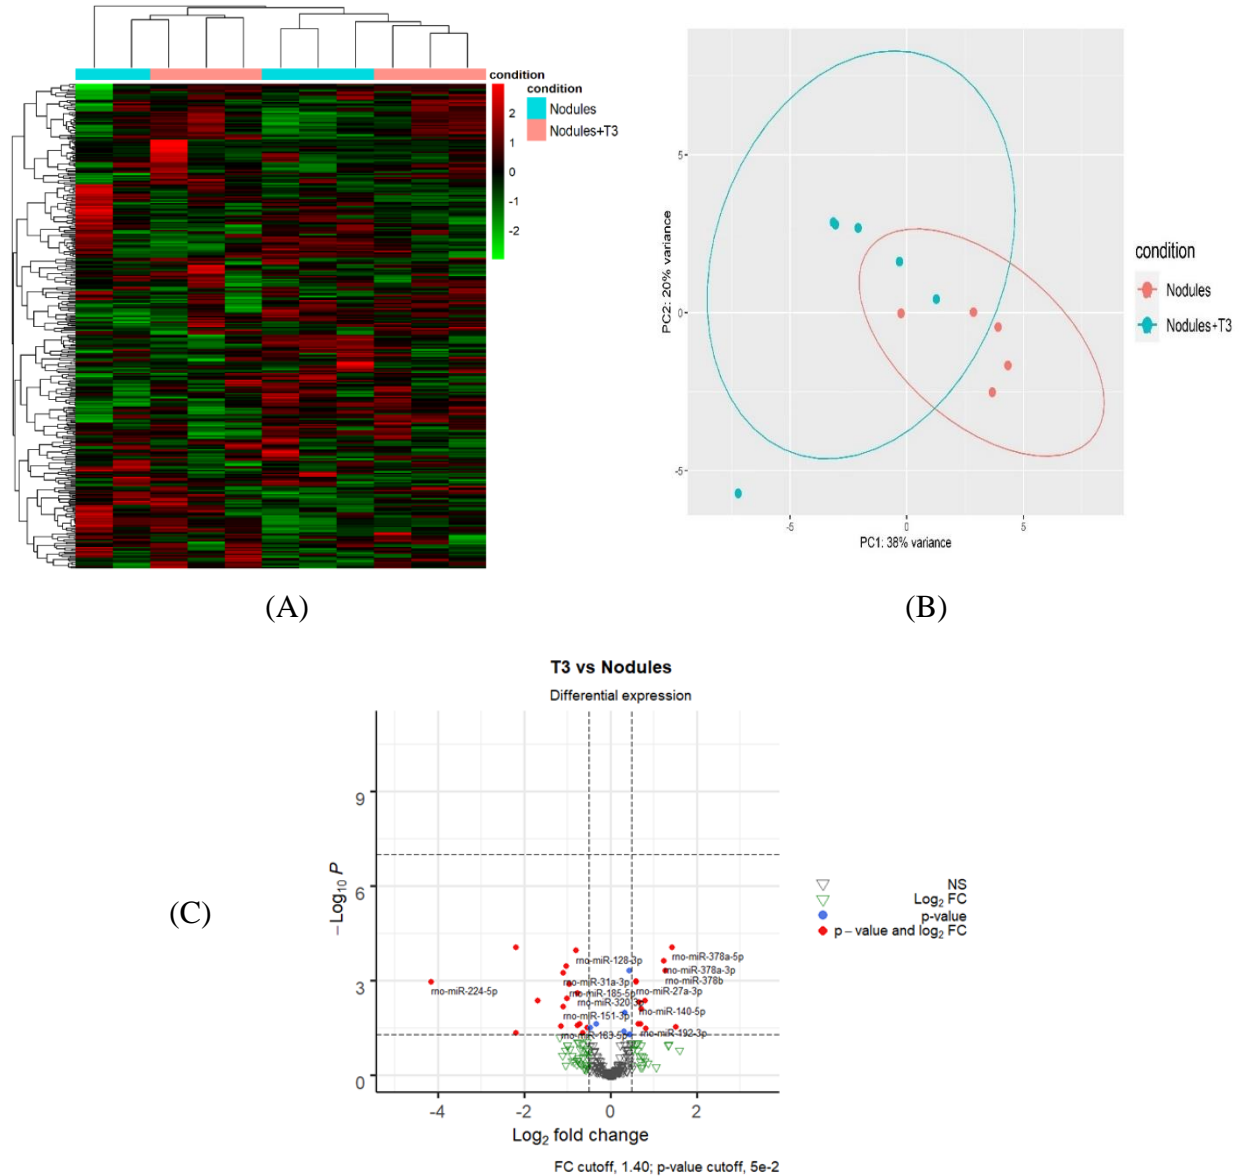 condition
condition
Nodules
Nodules+T3
2
1
0
-1
-2
(A)
5
0
-5
-5
0
5
PC2: 20% variance
PC1: 38% variance
condition
Nodules
Nodules+T3
(B)
T3 vs Nodules
Differential expression
9
6
3
0
-4
-2
0
2
−Log10 P
Log2 fold change
rno-miR-378a-5p
rno-miR-128-3p
rno-miR-378a-3p
rno-miR-31a-3p
rno-miR-378b
rno-miR-224-5p
rno-miR-185-5p
rno-miR-27a-3p
rno-miR-320-3p
rno-miR-140-5p
rno-miR-151-3p
rno-miR-192-3p
NS
Log2 FC
p-value
p − value and log2 FC
FC cutoff, 1.40; p-value cutoff, 5e-2
(C)